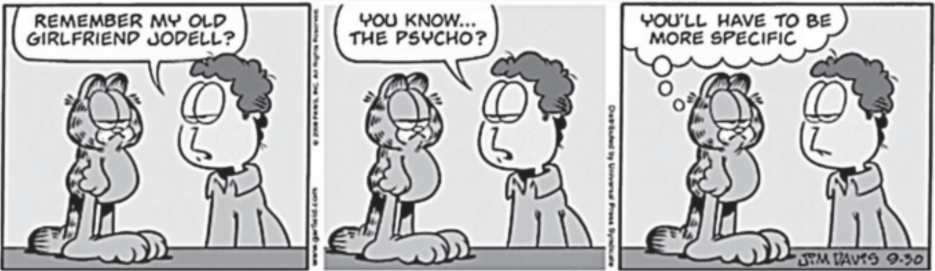 REMEMBER MY OLD
GIRLFRIEND JODELL?
© 2008 PAWS, INC. All Rights Reserved.
www.garfield.com
YOU KNOW...
THE PSYCHO?
Distributed by Universal Press Syndicate
YOU'LL HAVE TO BE
MORE SPECIFIC
JIM DAVIS 9-30